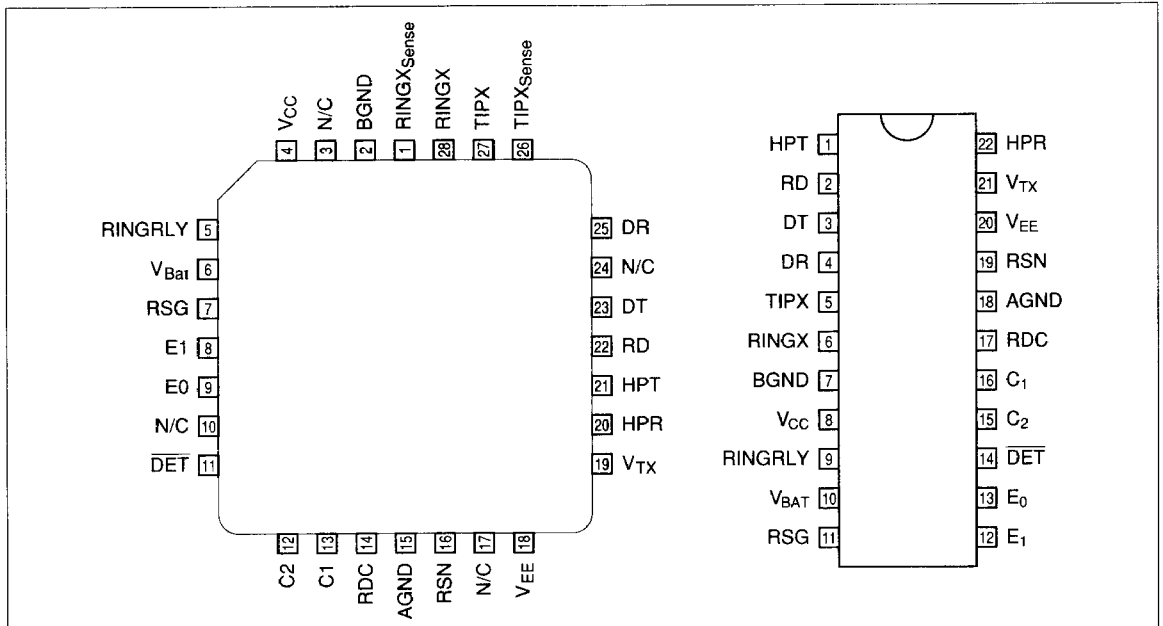 VCC N/C BGND RINGXSense RINGX TIPX TIPXSense
4 3 2 1 28 27 26
RINGRLY 5
VBat 6
RSG 7
E1 8
E0 9
N/C 10
DET 11
25 DR
24 N/C
23 DT
22 RD
21 HPT
20 HPR
19 VTX
12 13 14 15 16 17 18
C2 C1 RDC AGND RSN N/C VEE
HPT 1 22 HPR
RD 2 21 VTX
DT 3 20 VEE
DR 4 19 RSN
TIPX 5 18 AGND
RINGX 6 17 RDC
BGND 7 16 C1
VCC 8 15 C2
RINGRLY 9 14 DET
VBAT 10 13 E0
RSG 11 12 E1